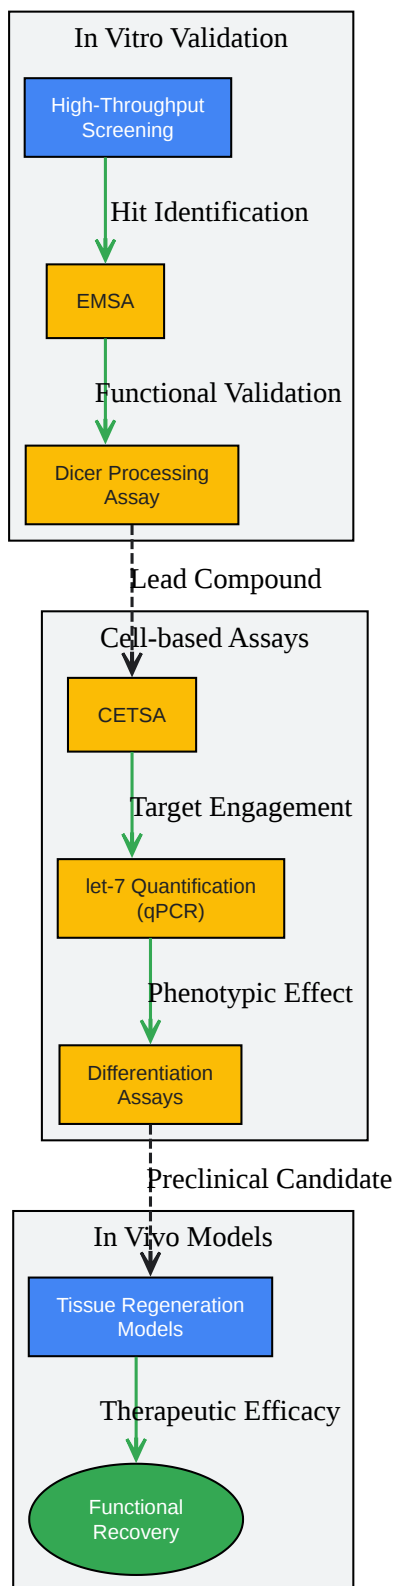 In Vitro Validation
High-Throughput
Screening
Hit Identification
EMSA
Functional Validation
Dicer Processing
Assay
Lead Compound
Cell-based Assays
CETSA
Target Engagement
let-7 Quantification
(qPCR)
Phenotypic Effect
Differentiation
Assays
Preclinical Candidate
In Vivo Models
Tissue Regeneration
Models
Therapeutic Efficacy
Functional
Recovery